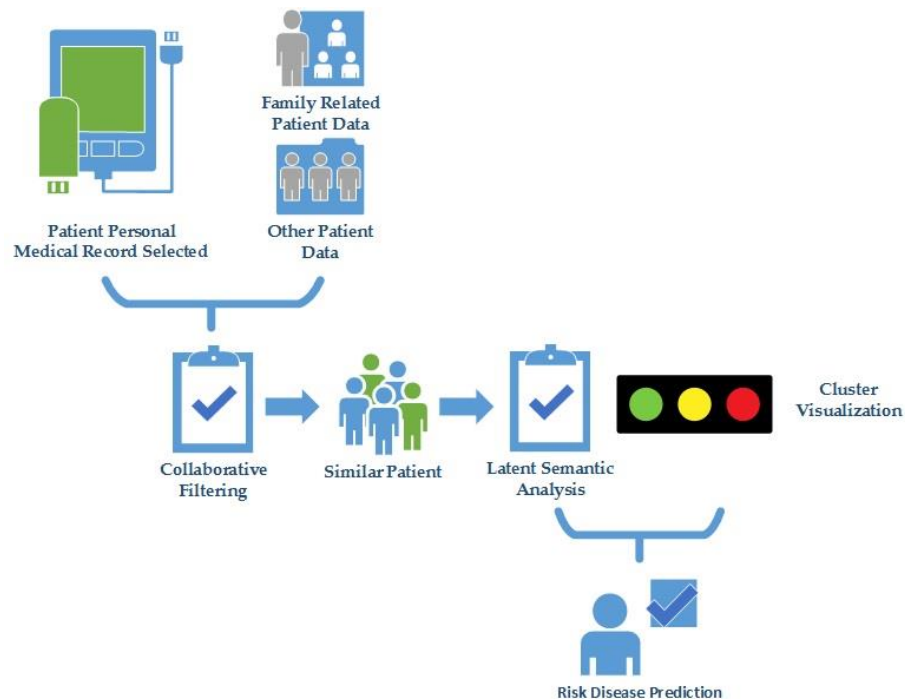 Family Related
Patient Data
Patient Personal
Medical Record Selected
Other Patient
Data
Collaborative
Filtering
Similar Patient
Latent Semantic
Analysis
Cluster
Visualization
Risk Disease Prediction